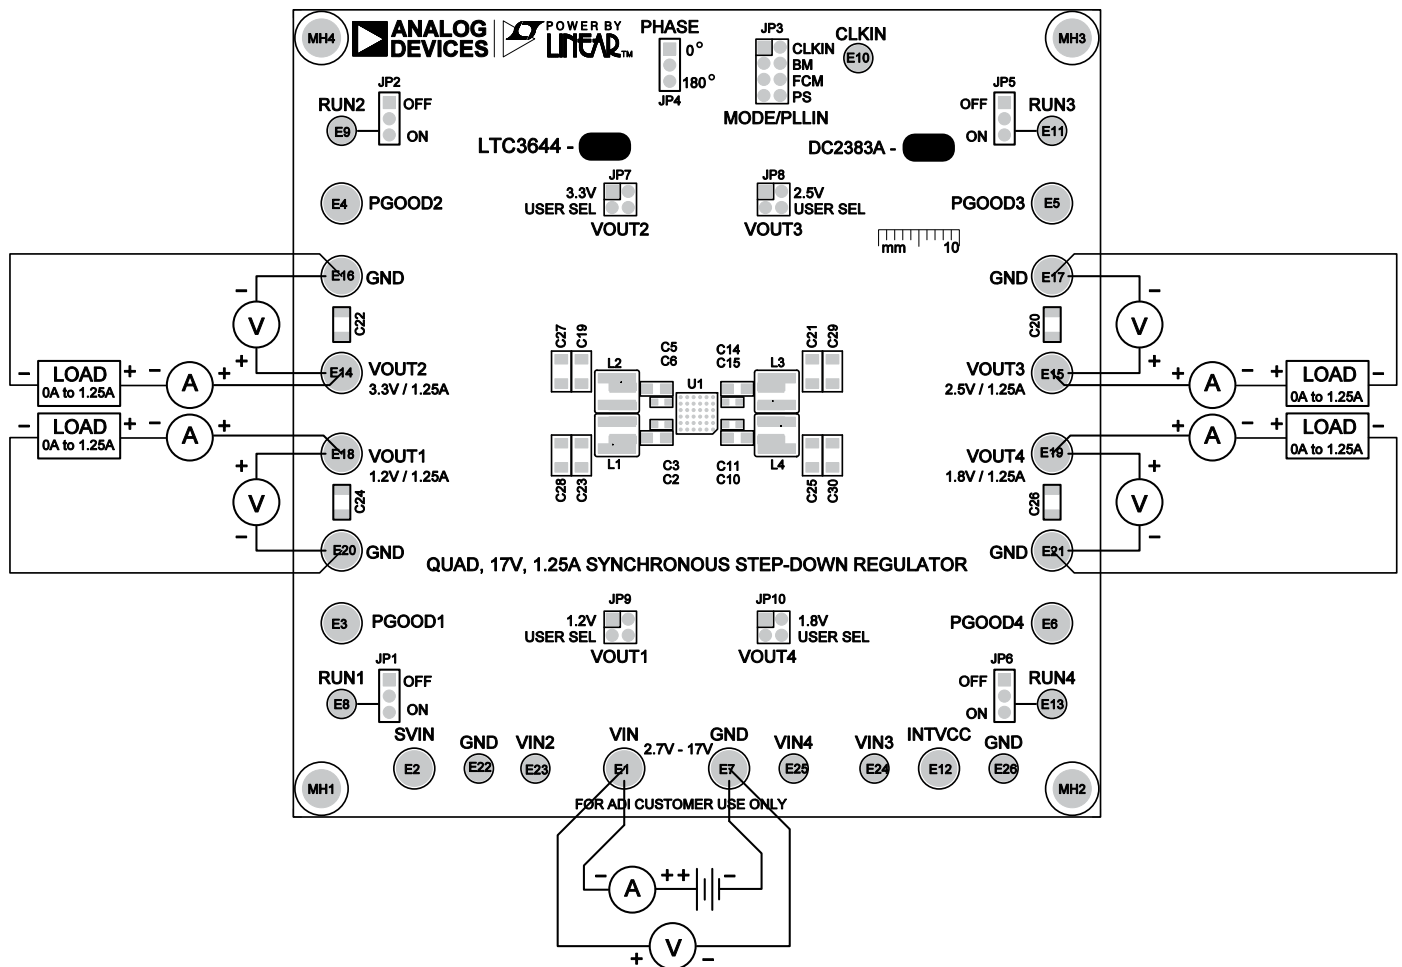 MH4
ANALOG
DEVICES
POWER BY
LINEAR™
PHASE
0°
180°
JP4
JP3
CLKIN
BM
FCM
PS
MODE/PLLIN
CLKIN
E10
MH3
JP2
OFF
ON
RUN2
E9
JP5
OFF
ON
RUN3
E11
LTC3644 -
DC2383A -
E4
PGOOD2
JP7
3.3V
USER SEL
VOUT2
JP8
2.5V
USER SEL
VOUT3
PGOOD3
E5
mm 10
E16
GND
GND
E17
-
V
+
C22
C20
-
V
+
C27
C19
C5
C6
C14
C15
C21
C29
L2
U1
L3
- LOAD + - A +
0A to 1.25A
E14
VOUT2
3.3V / 1.25A
VOUT3
2.5V / 1.25A
E15
+ A - + LOAD -
0A to 1.25A
- LOAD + - A +
0A to 1.25A
E18
VOUT1
1.2V / 1.25A
VOUT4
1.8V / 1.25A
E19
+ A - + LOAD -
0A to 1.25A
L1
C3
C2
C11
C10
L4
C28
C23
C25
C30
+
V
-
C24
C26
+
V
-
E20
GND
GND
E21
QUAD, 17V, 1.25A SYNCHRONOUS STEP-DOWN REGULATOR
E3
PGOOD1
JP9
1.2V
USER SEL
VOUT1
JP10
1.8V
USER SEL
VOUT4
PGOOD4
E6
JP1
RUN1
OFF
ON
E8
JP6
OFF
ON
RUN4
E13
SVIN
E2
GND
E22
VIN2
E23
VIN
E1
2.7V - 17V
GND
E7
VIN4
E25
VIN3
E24
INTVCC
E12
GND
E26
MH1
FOR ADI CUSTOMER USE ONLY
MH2
- A + + -
+ V -